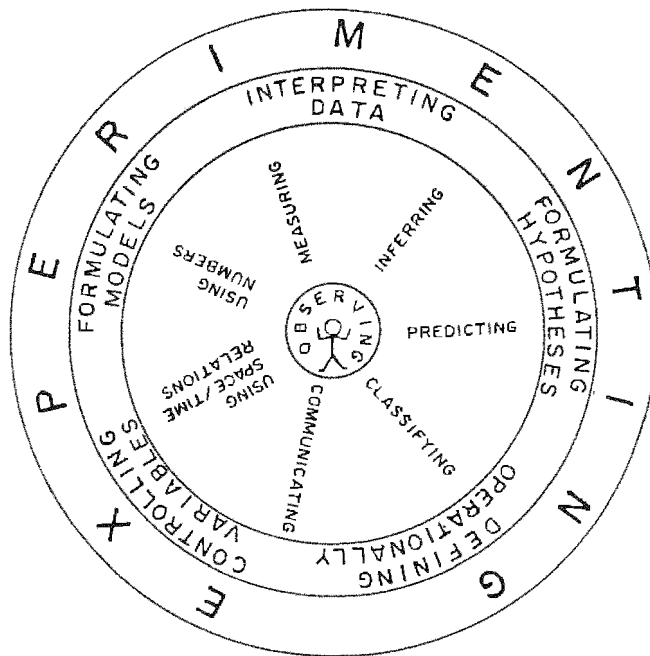 EXPERIMENTING
INTERPRETING
DATA
FORMULATING
HYPOTHESES
DEFINING
OPERATIONALLY
CONTROLLING
VARIABLES
FORMULATING
MODELS
MEASURING
INFERRING
PREDICTING
CLASSIFYING
COMMUNICATING
USING
SPACE/TIME
RELATIONS
USING
NUMBERS
OBSERVING